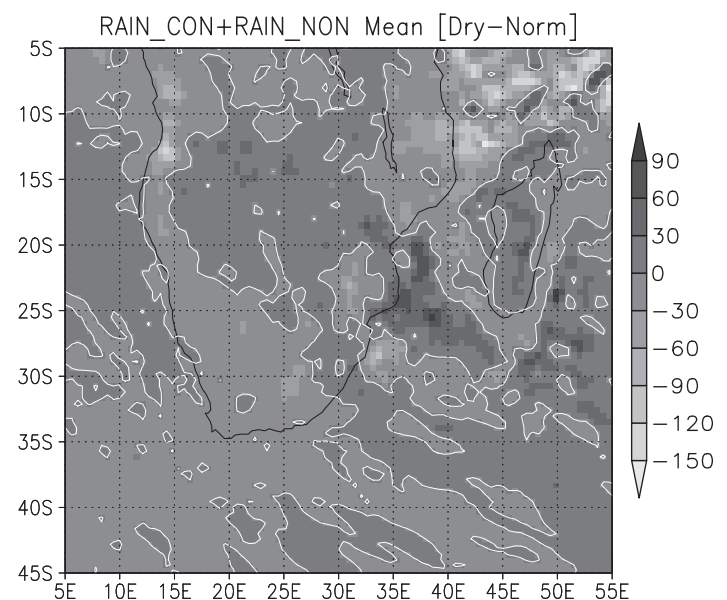 RAIN_CON+RAIN_NON Mean [Dry−Norm]
5S
10S
15S
20S
25S
30S
35S
40S
45S
5E 10E 15E 20E 25E 30E 35E 40E 45E 50E 55E
90
60
30
0
−30
−60
−90
−120
−150